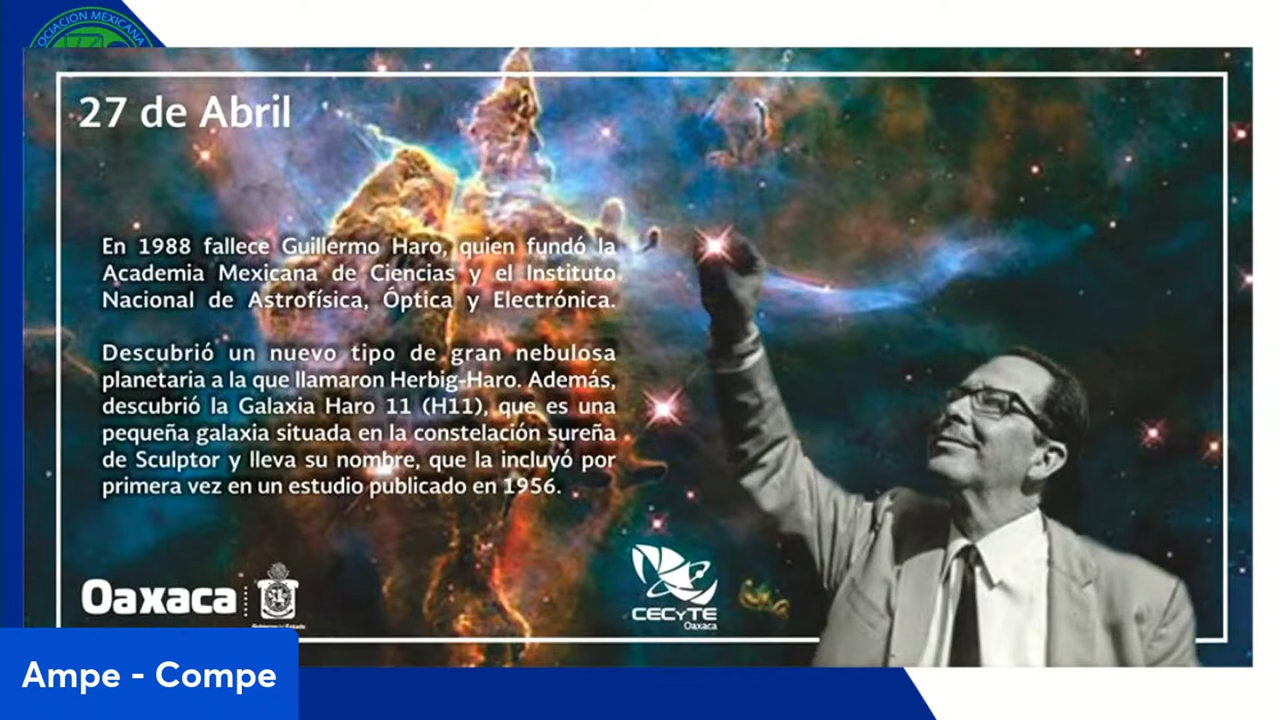 OCIACIÓN MEXICANA
27 de Abril
En 1988 fallece Guillermo Haro, quien fundó la
Academia Mexicana de Ciencias y el Instituto
Nacional de Astrofísica, Óptica y Electrónica.
Descubrió un nuevo tipo de gran nebulosa
planetaria a la que llamaron Herbig-Haro. Además,
descubrió la Galaxia Haro 11 (H11), que es una
pequeña galaxia situada en la constelación sureña
de Sculptor y lleva su nombre, que la incluyó por
primera vez en un estudio publicado en 1956.
Oaxaca
CECyTE
Oaxaca
Ampe - Compe